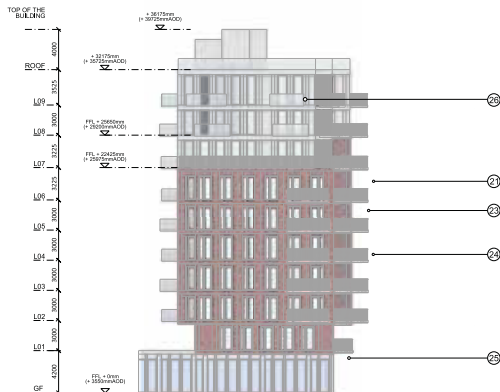 TOP OF THE
BUILDING
+ 36175mm
(+ 39725mmAOD)
4000
ROOF
+ 32175mm
(+ 35725mmAOD)
3525
L09
26
3000
FFL + 25650mm
(+ 29200mmAOD)
L08
3225
FFL + 22425mm
(+ 25975mmAOD)
L07
3225
21
L06
3000
23
L05
3000
24
L04
3000
L03
3000
L02
3000
L01
25
4200
FFL + 0mm
(+ 3550mmAOD)
GF